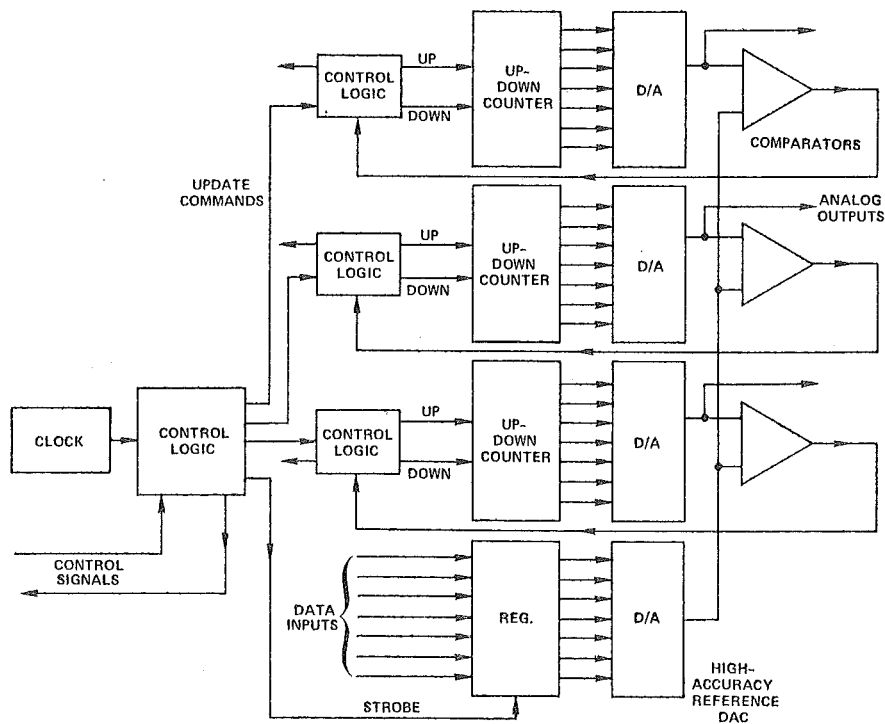 CONTROL
LOGIC
UP
DOWN
UP-
DOWN
COUNTER
D/A
COMPARATORS
UPDATE
COMMANDS
ANALOG
OUTPUTS
CONTROL
LOGIC
UP
DOWN
UP-
DOWN
COUNTER
D/A
CLOCK
CONTROL
LOGIC
CONTROL
LOGIC
UP
DOWN
UP-
DOWN
COUNTER
D/A
CONTROL
SIGNALS
DATA
INPUTS
REG.
D/A
STROBE
HIGH-
ACCURACY
REFERENCE
DAC